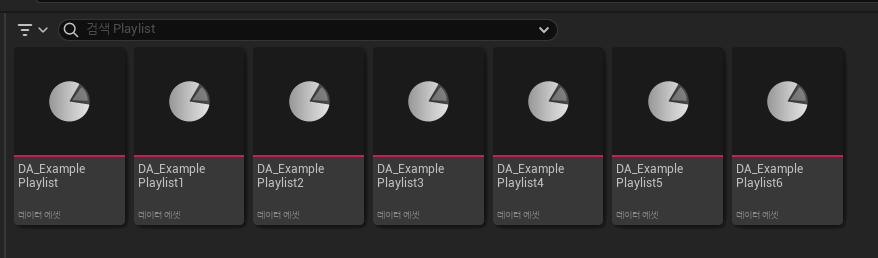 검색 Playlist
DA_Example
Playlist
데이터 에셋
DA_Example
Playlist1
데이터 에셋
DA_Example
Playlist2
데이터 에셋
DA_Example
Playlist3
데이터 에셋
DA_Example
Playlist4
데이터 에셋
DA_Example
Playlist5
데이터 에셋
DA_Example
Playlist6
데이터 에셋